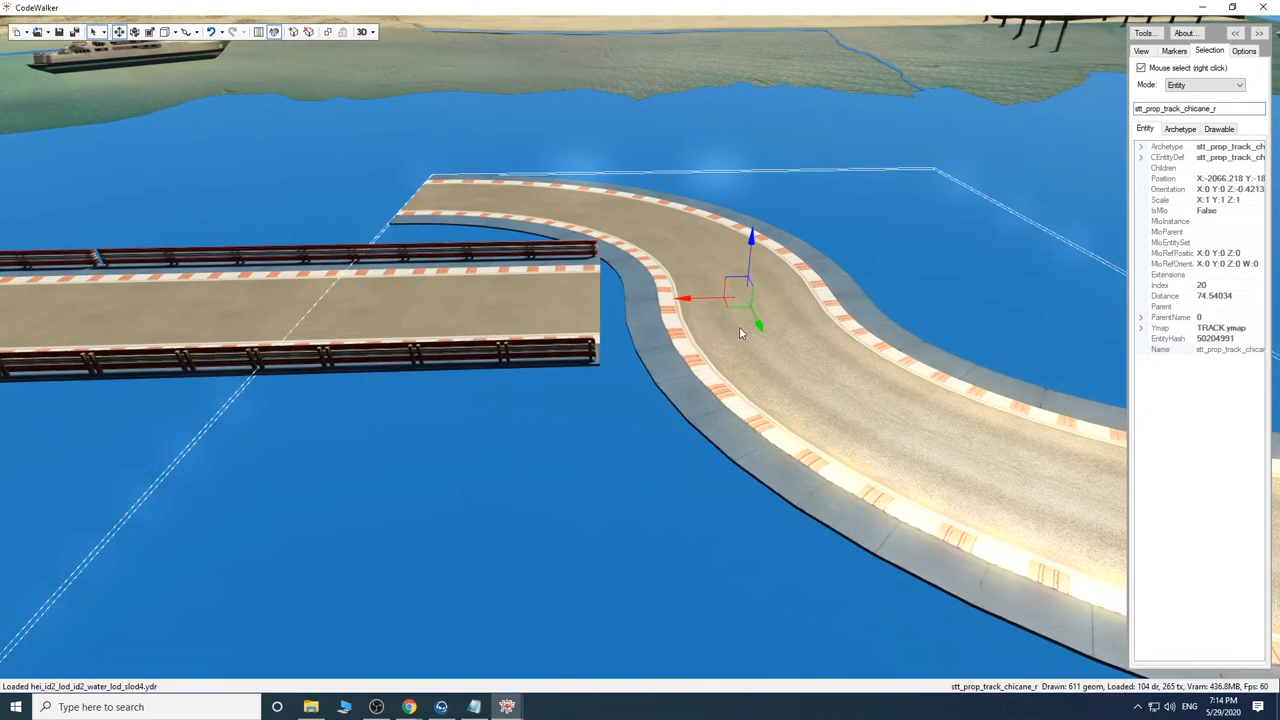 CodeWalker
3D
Tools...
About...
<<
>>
View
Markers
Selection
Options
Mouse select (right click)
Mode:
Entity
stt_prop_track_chicane_r
Entity
Archetype
Drawable
Archetype stt_prop_track_ch
CEntityDef stt_prop_track_ch
Children
Position X:-2066.218 Y:-18
Orientation X:0 Y:0 Z:-0.4213
Scale X:1 Y:1 Z:1
IsMlo False
MloInstance
MloParent
MloEntitySet
MloRefPositi X:0 Y:0 Z:0
MloRefOrient X:0 Y:0 Z:0 W:0
Extensions
Index 20
Distance 74.54034
Parent
ParentName 0
Ymap TRACK.ymap
EntityHash 50204991
Name stt_prop_track_chicar
Loaded hei_id2_lod_id2_water_lod_slod4.ydr
stt_prop_track_chicane_r Drawn: 611 geom, Loaded: 104 dr, 265 tx, Vram: 436.8MB, Fps: 60
Type here to search
ENG
7:14 PM
5/29/2020